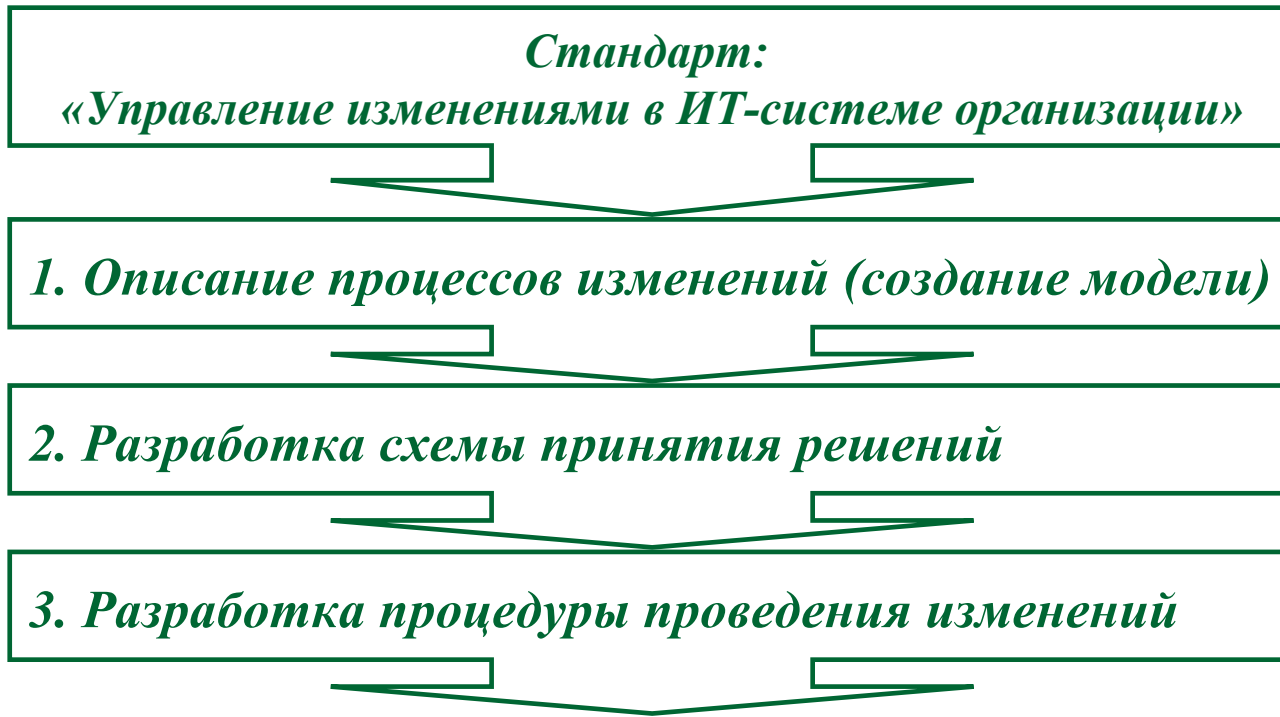 Стандарт:
«Управление изменениями в ИТ-системе организации»
1. Описание процессов изменений (создание модели)
2. Разработка схемы принятия решений
3. Разработка процедуры проведения изменений